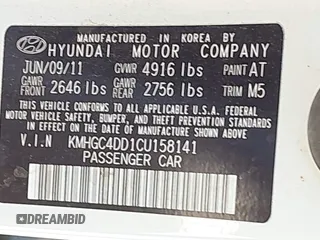 MANUFACTURED IN KOREA BY
HYUNDAI MOTOR COMPANY
JUN/09/11 GVWR 4916 lbs PAINT AT
GAWR FRONT 2646 lbs GAWR REAR 2756 lbs TRIM M5
THIS VEHICLE CONFORMS TO ALL APPLICABLE U.S.
FEDERAL MOTOR VEHICLE SAFETY, BUMPER, AND THEFT
PREVENTION STANDARDS IN EFFECT ON THE DATE
OF MANUFACTURE SHOWN ABOVE.
V.I.N KMHGC4DD1CU158141
PASSENGER CAR
DREAMBID